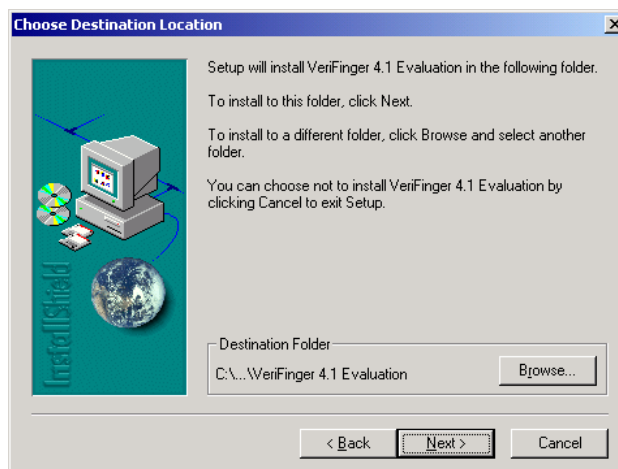 Choose Destination Location
Setup will install VeriFinger 4.1 Evaluation in the following folder.
To install to this folder, click Next.
To install to a different folder, click Browse and select another
folder.
You can choose not to install VeriFinger 4.1 Evaluation by
clicking Cancel to exit Setup.
InstallShield
Destination Folder
C:\...\VeriFinger 4.1 Evaluation
Browse...
< Back
Next >
Cancel